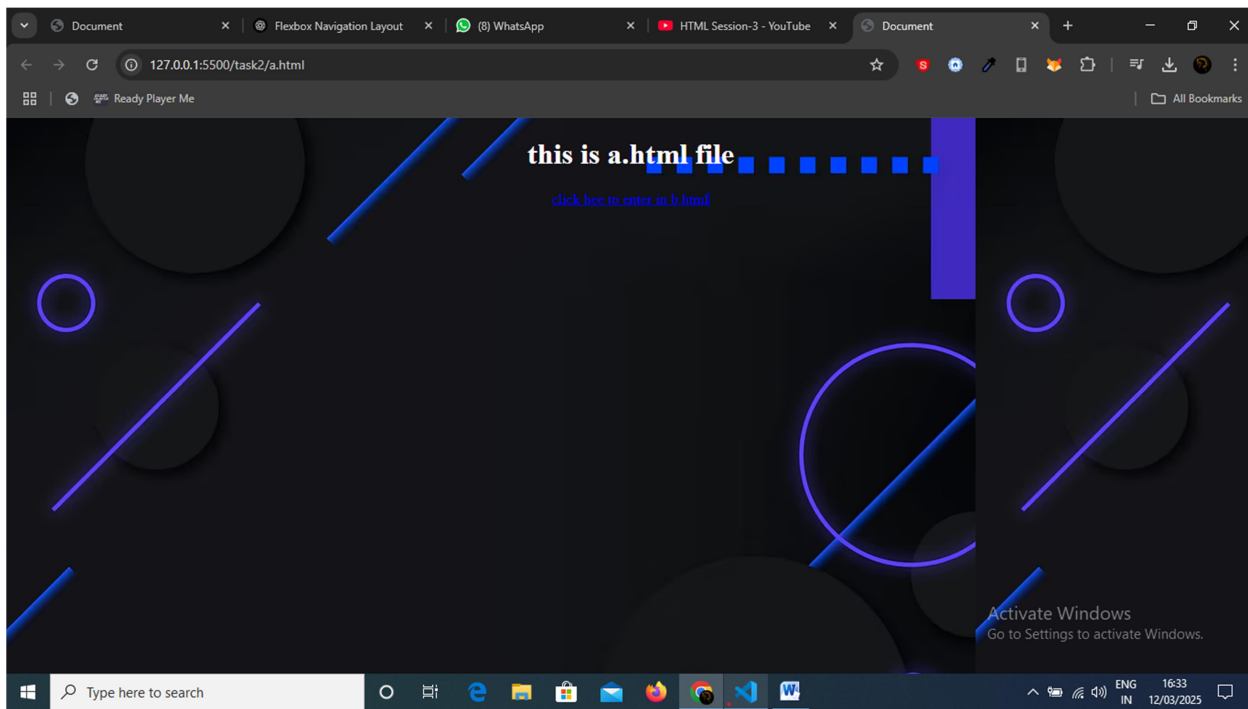 Document
Flexbox Navigation Layout
(8) WhatsApp
HTML Session-3 - YouTube
Document
127.0.0.1:5500/task2/a.html
Ready Player Me
All Bookmarks
this is a.html file
click hee to enter in b.html
Activate Windows
Go to Settings to activate Windows.
Type here to search
ENG
IN
16:33
12/03/2025